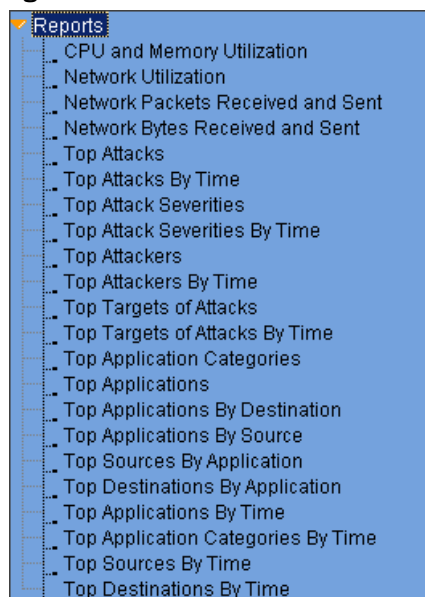 Reports
CPU and Memory Utilization
Network Utilization
Network Packets Received and Sent
Network Bytes Received and Sent
Top Attacks
Top Attacks By Time
Top Attack Severities
Top Attack Severities By Time
Top Attackers
Top Attackers By Time
Top Targets of Attacks
Top Targets of Attacks By Time
Top Application Categories
Top Applications
Top Applications By Destination
Top Applications By Source
Top Sources By Application
Top Destinations By Application
Top Applications By Time
Top Application Categories By Time
Top Sources By Time
Top Destinations By Time